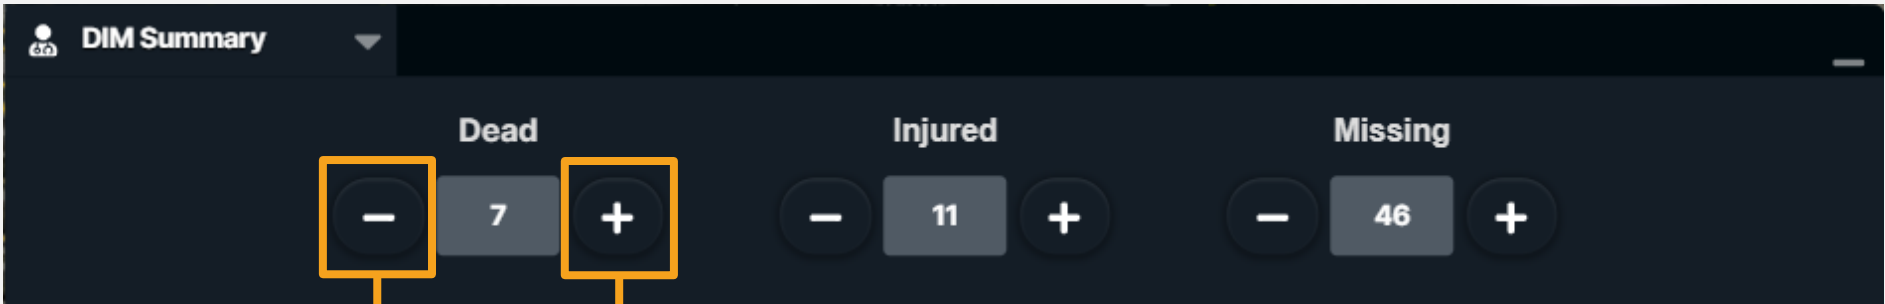 DIM Summary
Dead Injured Missing
− 7 + − 11 + − 46 +